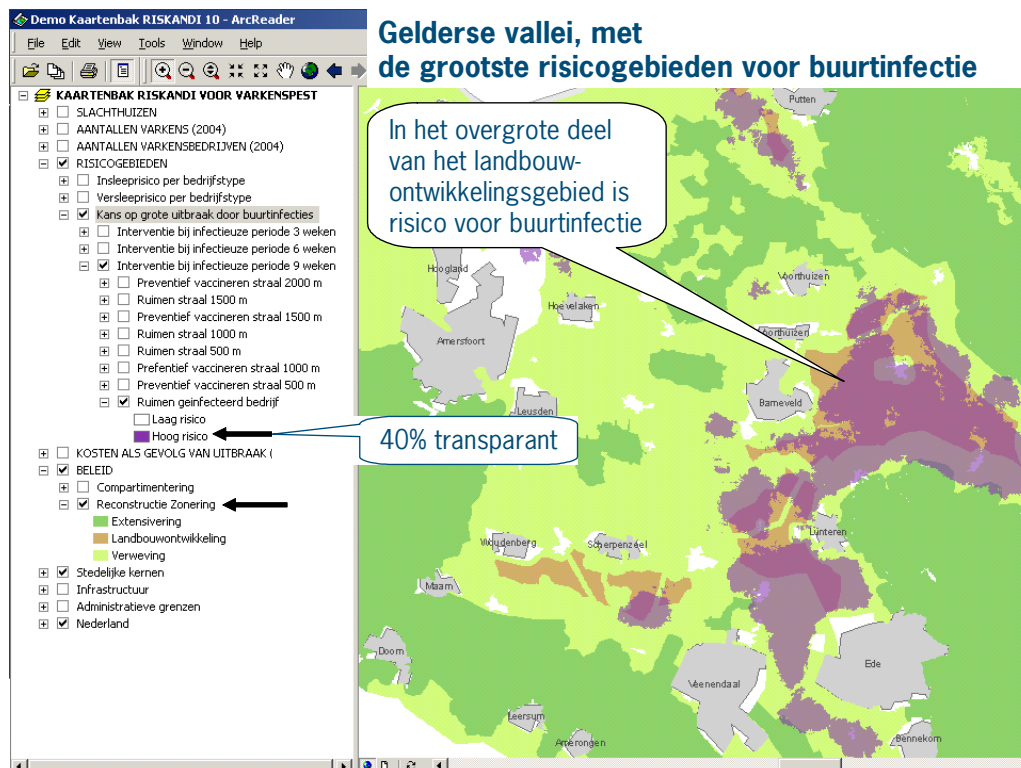 Demo Kaartenbak RISKANDI 10 - ArcReader
File Edit View Tools Window Help
Gelderse vallei, met
de grootste risicogebieden voor buurtinfectie
KAARTENBAK RISKANDI VOOR VARKENSPEST
SLACHTHUIZEN
AANTALLEN VARKENS (2004)
AANTALLEN VARKENSBEDRIJVEN (2004)
RISICOGEBIEDEN
Insleeprisico per bedrijfstype
Versleeprisico per bedrijfstype
Kans op grote uitbraak door buurtinfecties
Interventie bij infectieuze periode 3 weken
Interventie bij infectieuze periode 6 weken
Interventie bij infectieuze periode 9 weken
Preventief vaccineren straal 2000 m
Ruimen straal 1500 m
Preventief vaccineren straal 1500 m
Ruimen straal 1000 m
Ruimen straal 500 m
Prefentief vaccineren straal 1000 m
Preventief vaccineren straal 500 m
Ruimen geinfecteerd bedrijf
Laag risico
Hoog risico
KOSTEN ALS GEVOLG VAN UITBRAAK (
BELEID
Compartimentering
Reconstructie Zonering
Extensivering
Landbouwontwikkeling
Verweving
Stedelijke kernen
Infrastructuur
Administratieve grenzen
Nederland
In het overgrote deel
van het landbouw-
ontwikkelingsgebied is
risico voor buurtinfectie
40% transparant
Putten
Hoogland
Voorthuizen
Hoevelaken
Voorthuizen
Amersfoort
Barneveld
Leusden
Lunteren
Woudenberg
Scherpenzeel
Maarn
Doorn
Ede
Veenendaal
Leersum
Amerongen
Bennekom